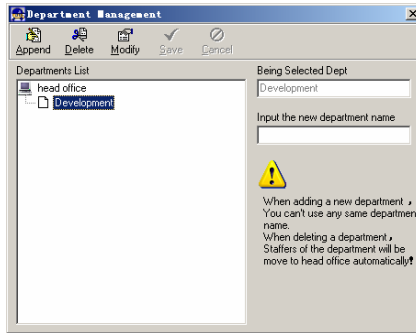 Department Management
Append Delete Modify Save Cancel
Departments List
head office
Development
Being Selected Dept
Development
Input the new department name
When adding a new department ,
You can't use any same departmen
name.
When deleting a department ,
Staffers of the department will be
move to head office automatically!